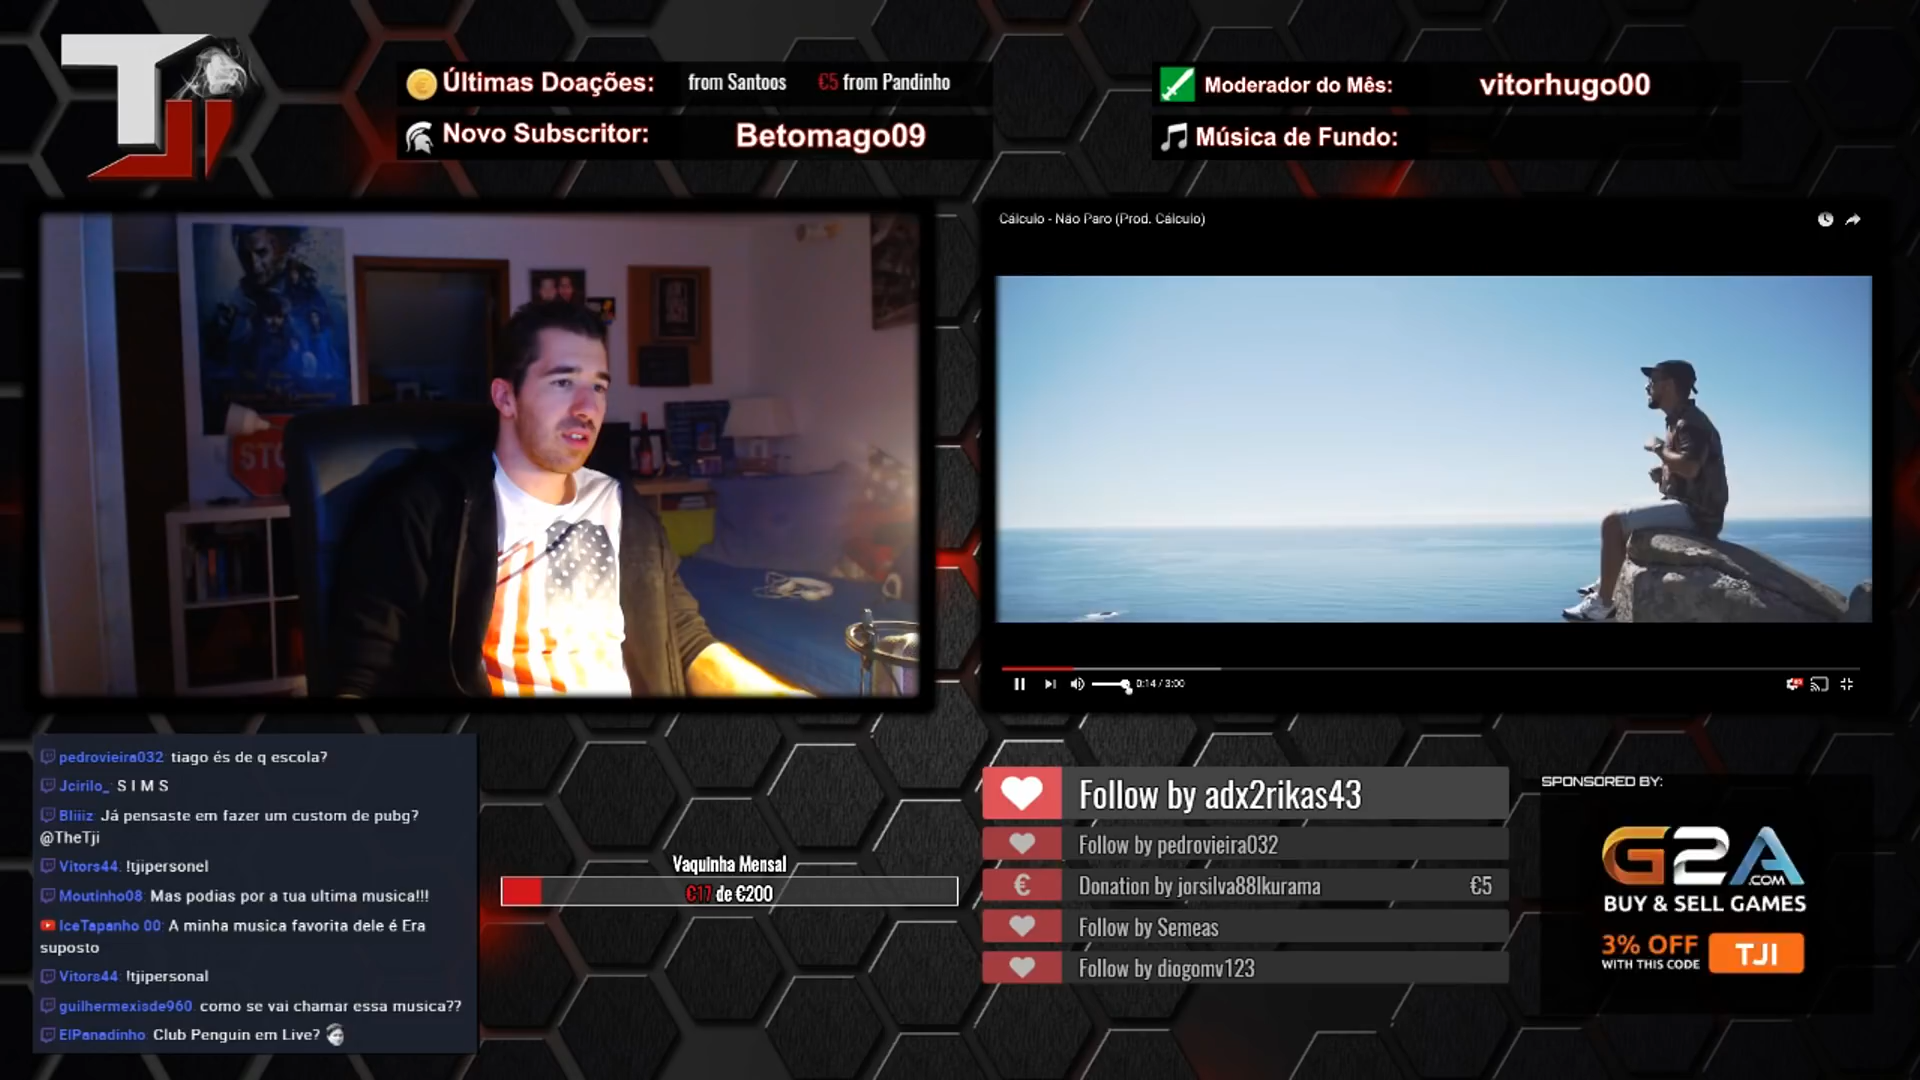 TJI
Últimas Doações: from Santoos €5 from Pandinho
Novo Subscritor: Betomago09
Moderador do Mês: vitorhugo00
Música de Fundo:
STO
Cálculo - Não Paro (Prod. Cálculo)
0:14 / 3:00
pedrovieira032: tiago és de q escola?
Jcirilo_: S I M S
Bliiiz: Já pensaste em fazer um custom de pubg?
@TheTji
Vitors44: !tjipersonel
Moutinho08: Mas podias por a tua ultima musica!!!
IceTapanho 00: A minha musica favorita dele é Era
suposto
Vitors44: !tjipersonal
guilhermexisde960: como se vai chamar essa musica??
ElPanadinho: Club Penguin em Live?
Vaquinha Mensal
€17 de €200
Follow by adx2rikas43
Follow by pedrovieira032
Donation by jorsilva88lkurama €5
Follow by Semeas
Follow by diogomv123
SPONSORED BY:
G2A
.COM
BUY & SELL GAMES
3% OFF
WITH THIS CODE
TJI